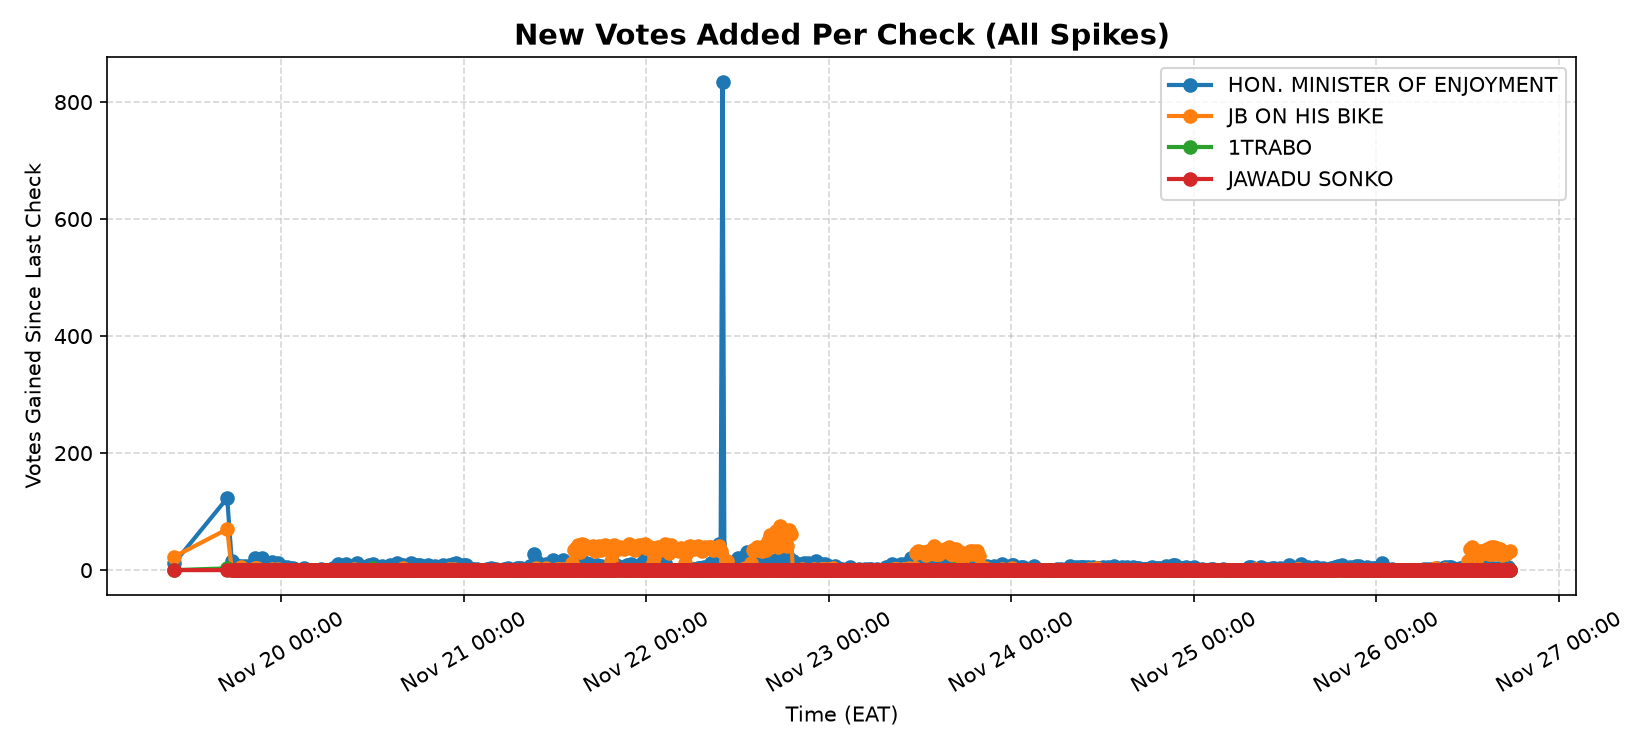 New Votes Added Per Check (All Spikes)
HON. MINISTER OF ENJOYMENT
JB ON HIS BIKE
1TRABO
JAWADU SONKO
Votes Gained Since Last Check
800
600
400
200
0
Nov 20 00:00
Nov 21 00:00
Nov 22 00:00
Nov 23 00:00
Nov 24 00:00
Nov 25 00:00
Nov 26 00:00
Nov 27 00:00
Time (EAT)